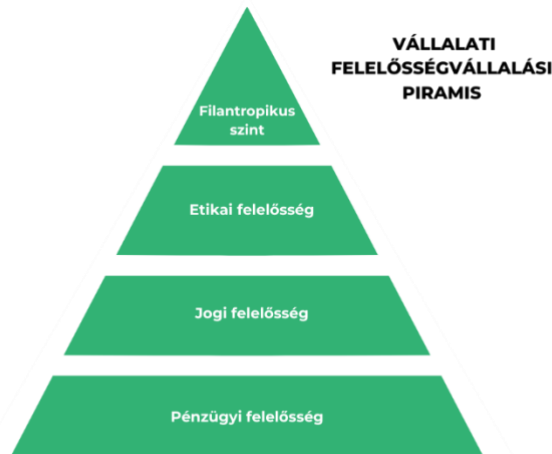 VÁLLALATI
FELELŐSSÉGVÁLLALÁSI
PIRAMIS
Filantropikus
szint
Etikai felelősség
Jogi felelősség
Pénzügyi felelősség